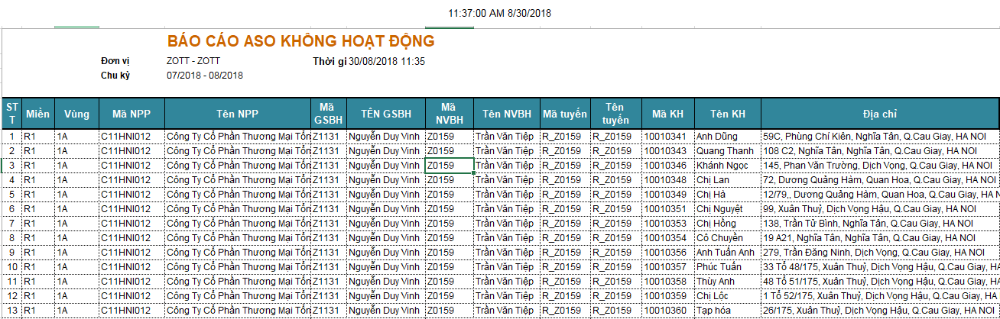 11:37:00 AM 8/30/2018
BÁO CÁO ASO KHÔNG HOẠT ĐỘNG
Đơn vị ZOTT - ZOTT Thời gi 30/08/2018 11:35
Chu kỳ 07/2018 - 08/2018
STT Miền Vùng Mã NPP Tên NPP Mã GSBH TÊN GSBH Mã NVBH Tên NVBH Mã tuyến Tên tuyến Mã KH Tên KH Địa chỉ
1 R1 1A C11HNI012 Công Ty Cổ Phần Thương Mại Tổn Z1131 Nguyễn Duy Vinh Z0159 Trần Văn Tiệp R_Z0159 R_Z0159 10010341 Anh Dũng 59C, Phùng Chí Kiên, Nghĩa Tân, Q.Cau Giay, HA NOI
2 R1 1A C11HNI012 Công Ty Cổ Phần Thương Mại Tổn Z1131 Nguyễn Duy Vinh Z0159 Trần Văn Tiệp R_Z0159 R_Z0159 10010343 Quang Thanh 108 C2, Nghĩa Tân, Nghĩa Tân, Q.Cau Giay, HA NOI
3 R1 1A C11HNI012 Công Ty Cổ Phần Thương Mại Tổn Z1131 Nguyễn Duy Vinh Z0159 Trần Văn Tiệp R_Z0159 R_Z0159 10010346 Khánh Ngọc 145, Phan Văn Trường, Dịch Vọng, Q.Cau Giay, HA NOI
4 R1 1A C11HNI012 Công Ty Cổ Phần Thương Mại Tổn Z1131 Nguyễn Duy Vinh Z0159 Trần Văn Tiệp R_Z0159 R_Z0159 10010348 Chị Lan 72, Dương Quảng Hàm, Quan Hoa, Q.Cau Giay, HA NOI
5 R1 1A C11HNI012 Công Ty Cổ Phần Thương Mại Tổn Z1131 Nguyễn Duy Vinh Z0159 Trần Văn Tiệp R_Z0159 R_Z0159 10010349 Chị Hà 12/79,, Dương Quảng Hàm, Quan Hoa, Q.Cau Giay, HA N
6 R1 1A C11HNI012 Công Ty Cổ Phần Thương Mại Tổn Z1131 Nguyễn Duy Vinh Z0159 Trần Văn Tiệp R_Z0159 R_Z0159 10010351 Chị Nguyệt 99, Xuân Thuỷ, Dịch Vọng Hậu, Q.Cau Giay, HA NOI
7 R1 1A C11HNI012 Công Ty Cổ Phần Thương Mại Tổn Z1131 Nguyễn Duy Vinh Z0159 Trần Văn Tiệp R_Z0159 R_Z0159 10010353 Chị Hồng 138, Trần Tử Bình, Nghĩa Tân, Q.Cau Giay, HA NOI
8 R1 1A C11HNI012 Công Ty Cổ Phần Thương Mại Tổn Z1131 Nguyễn Duy Vinh Z0159 Trần Văn Tiệp R_Z0159 R_Z0159 10010354 Cô Chuyền 19 A21, Nghĩa Tân, Nghĩa Tân, Q.Cau Giay, HA NOI
9 R1 1A C11HNI012 Công Ty Cổ Phần Thương Mại Tổn Z1131 Nguyễn Duy Vinh Z0159 Trần Văn Tiệp R_Z0159 R_Z0159 10010356 Anh Tuấn Anh 279, Trần Đăng Ninh, Dịch Vọng, Q.Cau Giay, HA NOI
10 R1 1A C11HNI012 Công Ty Cổ Phần Thương Mại Tổn Z1131 Nguyễn Duy Vinh Z0159 Trần Văn Tiệp R_Z0159 R_Z0159 10010357 Phúc Tuấn 33 Tổ 48/175, Xuân Thuỷ, Dịch Vọng Hậu, Q.Cau Giay, HA
11 R1 1A C11HNI012 Công Ty Cổ Phần Thương Mại Tổn Z1131 Nguyễn Duy Vinh Z0159 Trần Văn Tiệp R_Z0159 R_Z0159 10010358 Thùy Anh 48 Tổ 51/175, Xuân Thuỷ, Dịch Vọng Hậu, Q.Cau Giay, HA
12 R1 1A C11HNI012 Công Ty Cổ Phần Thương Mại Tổn Z1131 Nguyễn Duy Vinh Z0159 Trần Văn Tiệp R_Z0159 R_Z0159 10010359 Chị Lộc 1 Tổ 52/175, Xuân Thuỷ, Dịch Vọng Hậu, Q.Cau Giay, HA
13 R1 1A C11HNI012 Công Ty Cổ Phần Thương Mại Tổn Z1131 Nguyễn Duy Vinh Z0159 Trần Văn Tiệp R_Z0159 R_Z0159 10010360 Tạp hóa 26/175, Xuân Thuỷ, Dịch Vọng Hậu, Q.Cau Giay, HA NOI